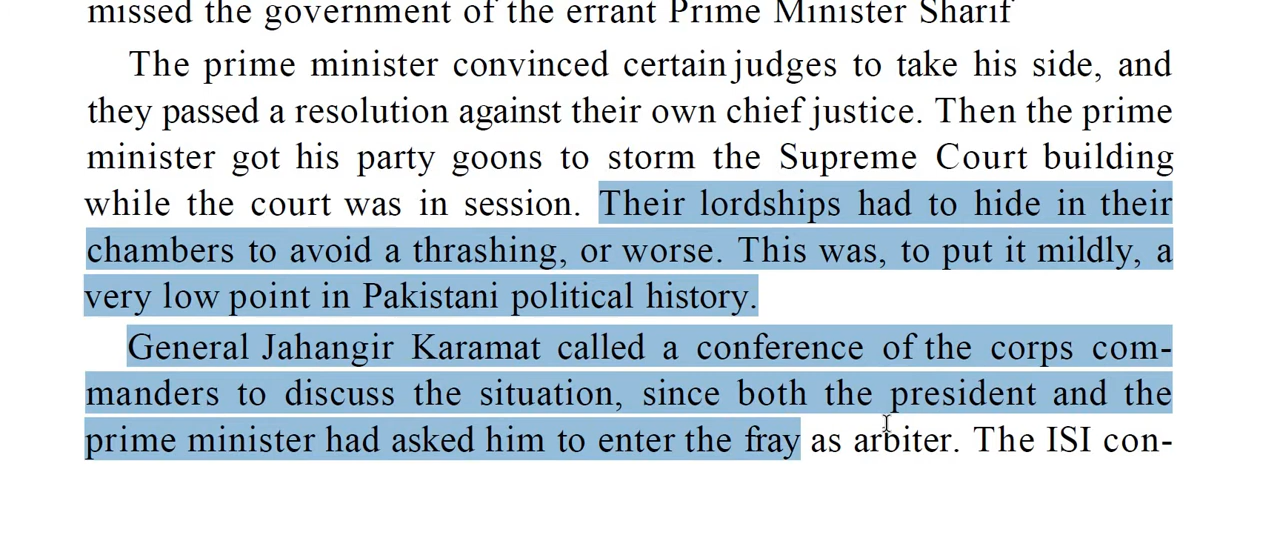 missed the government of the errant Prime Minister Sharif
The prime minister convinced certain judges to take his side, and
they passed a resolution against their own chief justice. Then the prime
minister got his party goons to storm the Supreme Court building
while the court was in session. Their lordships had to hide in their
chambers to avoid a thrashing, or worse. This was, to put it mildly, a
very low point in Pakistani political history.
General Jahangir Karamat called a conference of the corps com-
manders to discuss the situation, since both the president and the
prime minister had asked him to enter the fray as arbiter. The ISI con-